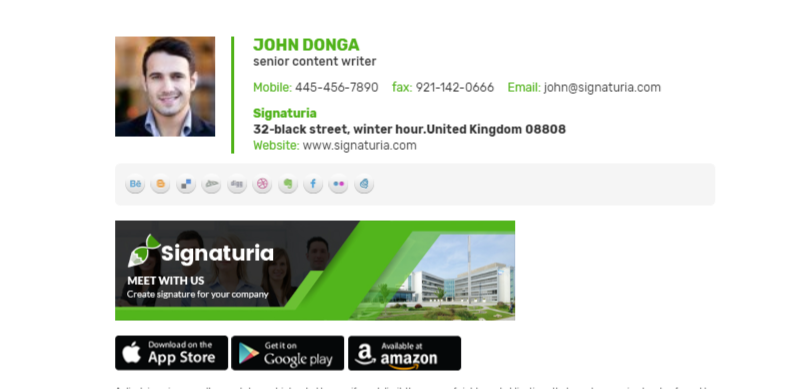 JOHN DONGA
senior content writer
Mobile: 445-456-7890 fax: 921-142-0666 Email: john@signaturia.com
Signaturia
32-black street, winter hour.United Kingdom 08808
Website: www.signaturia.com
Bē
Signaturia
MEET WITH US
Create signature for your company
Download on the
App Store
Get it on
Google play
Available at
amazon